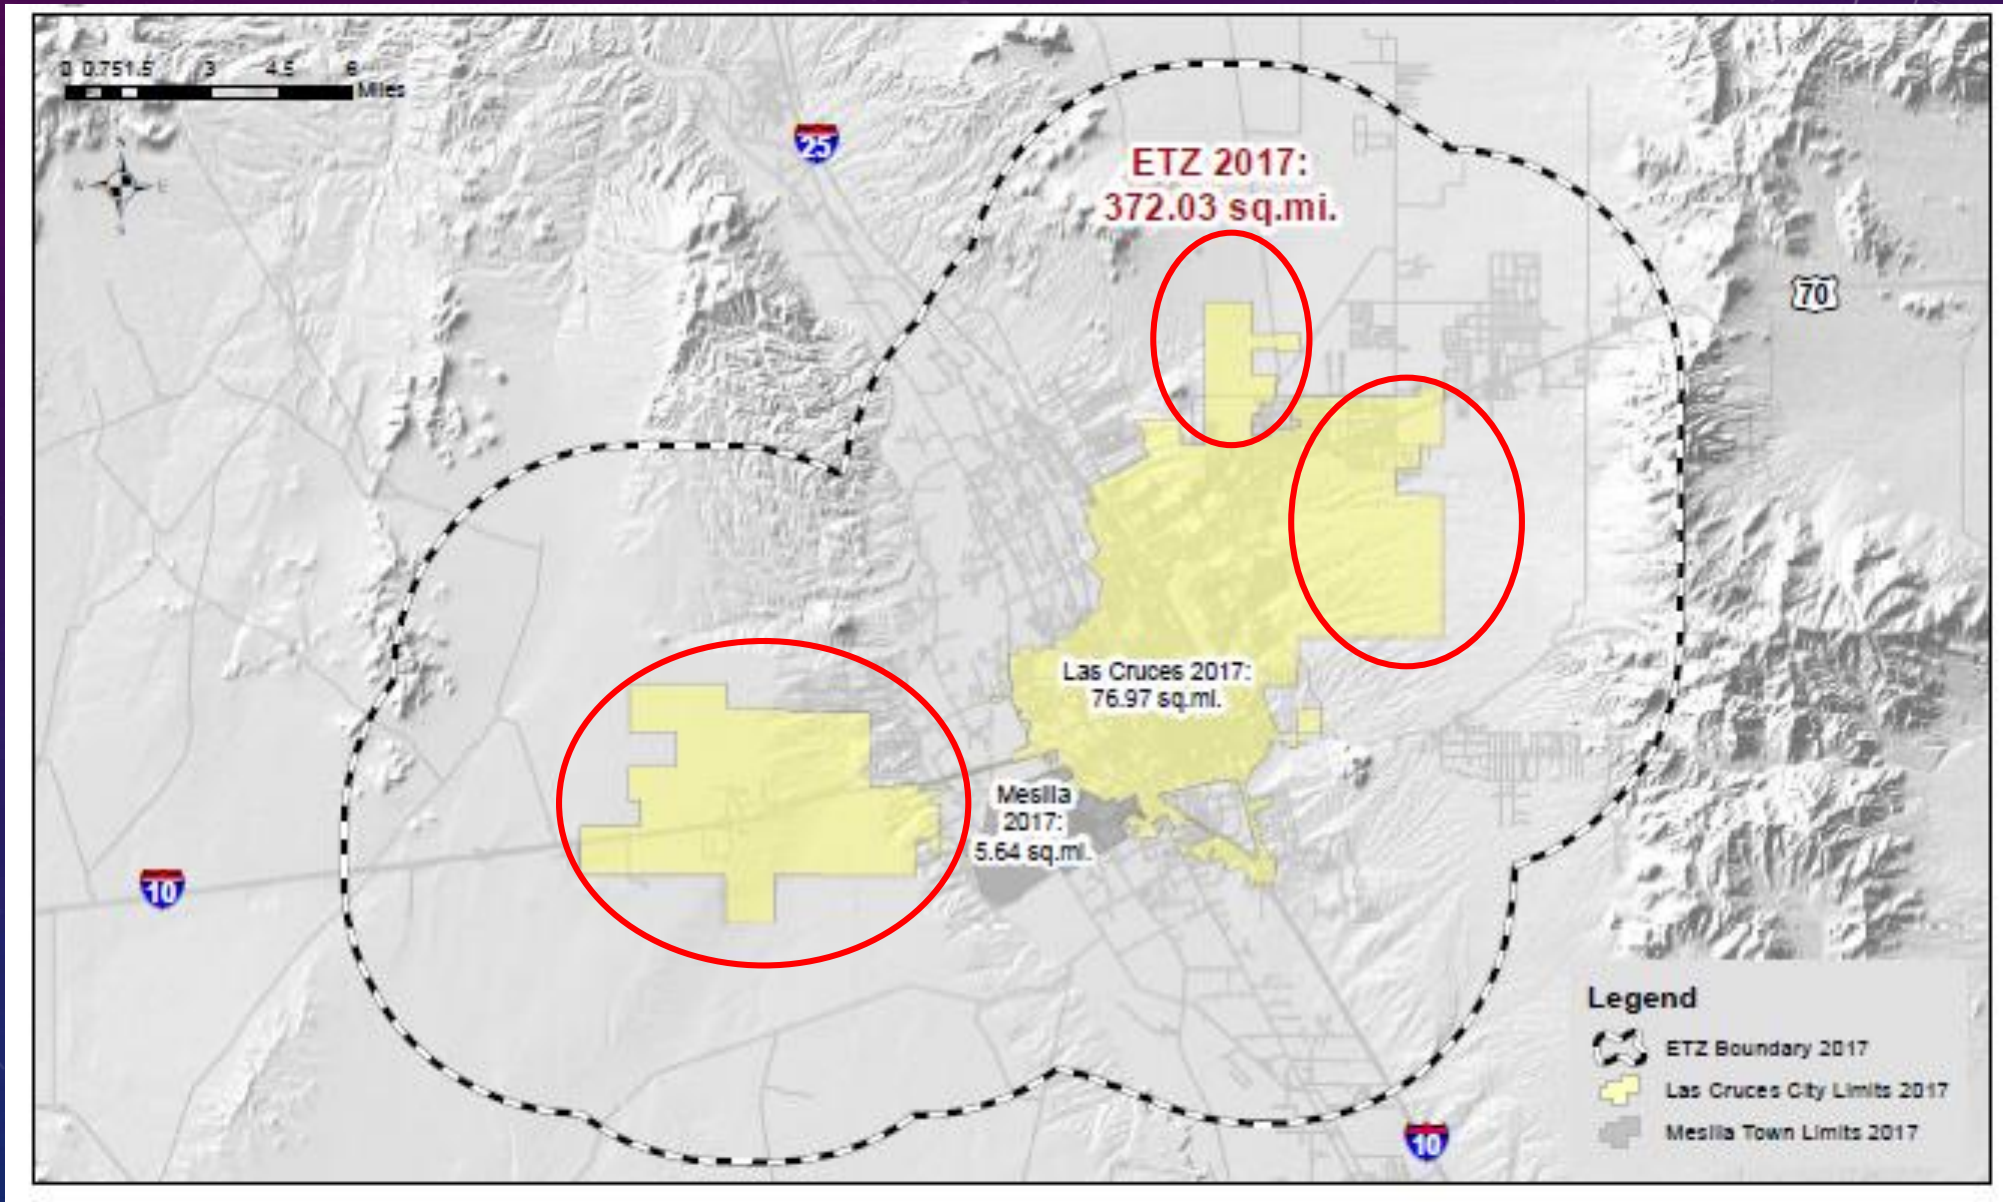 0 0.75 1.5 3 4.5 6
Miles
N
W E
S
25
ETZ 2017:
372.03 sq.mi.
70
Las Cruces 2017:
76.97 sq.mi.
Mesilla
2017:
5.64 sq.mi.
10
10
Legend
ETZ Boundary 2017
Las Cruces City Limits 2017
Mesilla Town Limits 2017